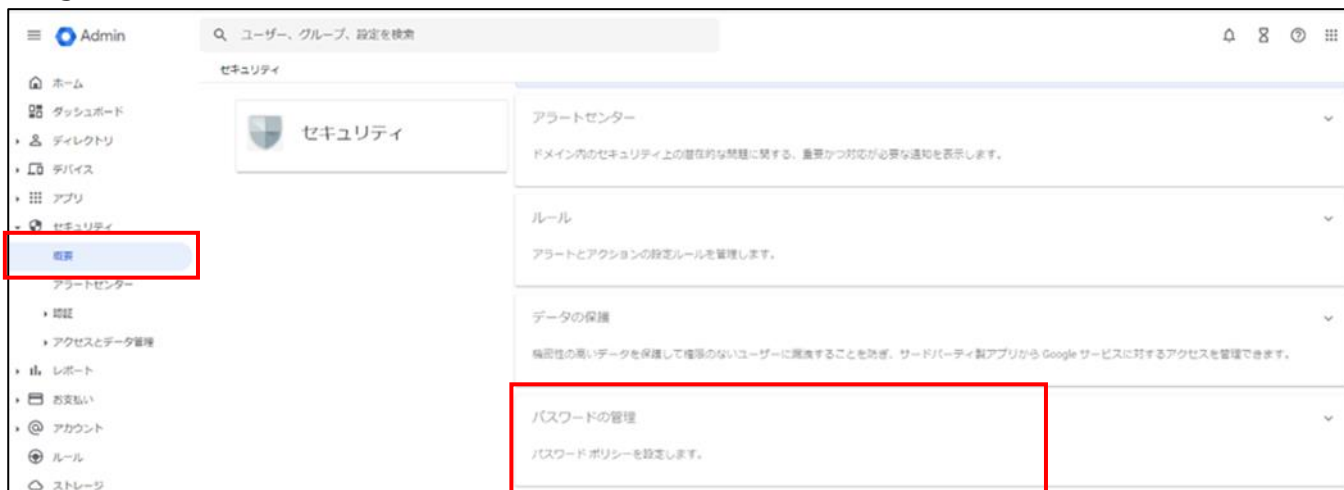 Admin
ユーザー、グループ、設定を検索
セキュリティ
ホーム
ダッシュボード
ディレクトリ
デバイス
アプリ
セキュリティ
概要
アラートセンター
認証
アクセスとデータ管理
レポート
お支払い
アカウント
ルール
ストレージ
セキュリティ
アラートセンター
ドメイン内のセキュリティ上の潜在的な問題に関する、重要かつ対応が必要な通知を表示します。
ルール
アラートとアクションの設定ルールを管理します。
データの保護
機密性の高いデータを保護して権限のないユーザーに漏洩することを防ぎ、サードパーティ製アプリから Google サービスに対するアクセスを管理できます。
パスワードの管理
パスワード ポリシーを設定します。